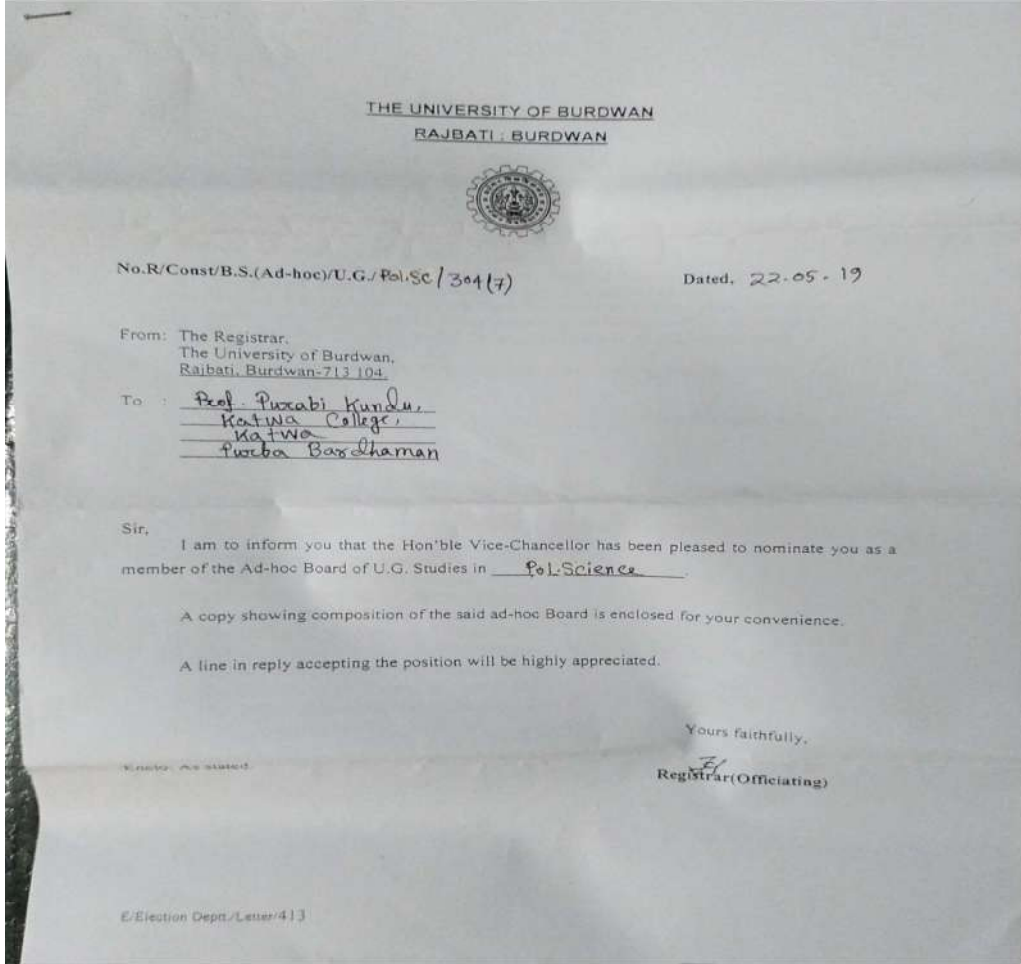 THE UNIVERSITY OF BURDWAN
RAJBATI : BURDWAN
No.R/Const/B.S.(Ad-hoc)/U.G./Pol.Sc/304(7)
Dated, 22-05-19
From: The Registrar,
The University of Burdwan,
Rajbati, Burdwan-713 104.
To : Prof. Purabi Kundu,
Katwa College,
Katwa
Purba Bardhaman
Sir,
I am to inform you that the Hon'ble Vice-Chancellor has been pleased to nominate you as a
member of the Ad-hoc Board of U.G. Studies in Pol.Science.
A copy showing composition of the said ad-hoc Board is enclosed for your convenience.
A line in reply accepting the position will be highly appreciated.
Yours faithfully,
Registrar(Officiating)
Enclo: As stated.
E/Election Deptt./Letter/413